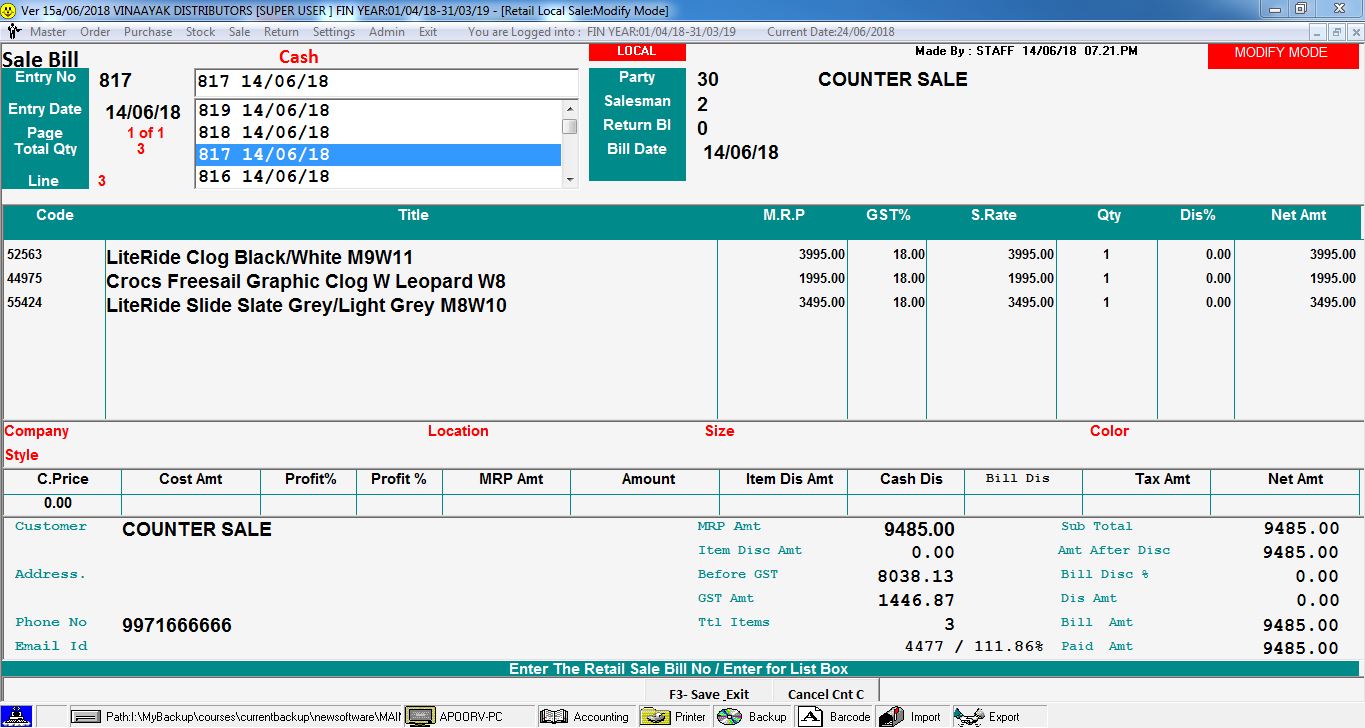 Ver 15a/06/2018 VINAAYAK DISTRIBUTORS [SUPER USER ] FIN YEAR:01/04/18-31/03/19 - [Retail Local Sale:Modify Mode]
Master Order Purchase Stock Sale Return Settings Admin Exit You are Logged into : FIN YEAR:01/04/18-31/03/19 Current Date:24/06/2018
Sale Bill Cash LOCAL Made By : STAFF 14/06/18 07.21.PM MODIFY MODE
Entry No 817 817 14/06/18 Party 30 COUNTER SALE
Entry Date 14/06/18 819 14/06/18 Salesman 2
Page 1 of 1 818 14/06/18 Return Bl 0
Total Qty 3 817 14/06/18 Bill Date 14/06/18
Line 3 816 14/06/18
Code Title M.R.P GST% S.Rate Qty Dis% Net Amt
52563 LiteRide Clog Black/White M9W11 3995.00 18.00 3995.00 1 0.00 3995.00
44975 Crocs Freesail Graphic Clog W Leopard W8 1995.00 18.00 1995.00 1 0.00 1995.00
55424 LiteRide Slide Slate Grey/Light Grey M8W10 3495.00 18.00 3495.00 1 0.00 3495.00
Company Location Size Color
Style
C.Price Cost Amt Profit% Profit % MRP Amt Amount Item Dis Amt Cash Dis Bill Dis Tax Amt Net Amt
0.00
Customer COUNTER SALE MRP Amt 9485.00 Sub Total 9485.00
Item Disc Amt 0.00 Amt After Disc 9485.00
Address. Before GST 8038.13 Bill Disc % 0.00
GST Amt 1446.87 Dis Amt 0.00
Phone No 9971666666 Ttl Items 3 Bill Amt 9485.00
Email Id 4477 / 111.86% Paid Amt 9485.00
Enter The Retail Sale Bill No / Enter for List Box
F3- Save Exit Cancel Cnt C
Path:I:\MyBackup\courses\currentbackup\newsoftware\MAI APOORV-PC Accounting Printer Backup Barcode Import Export